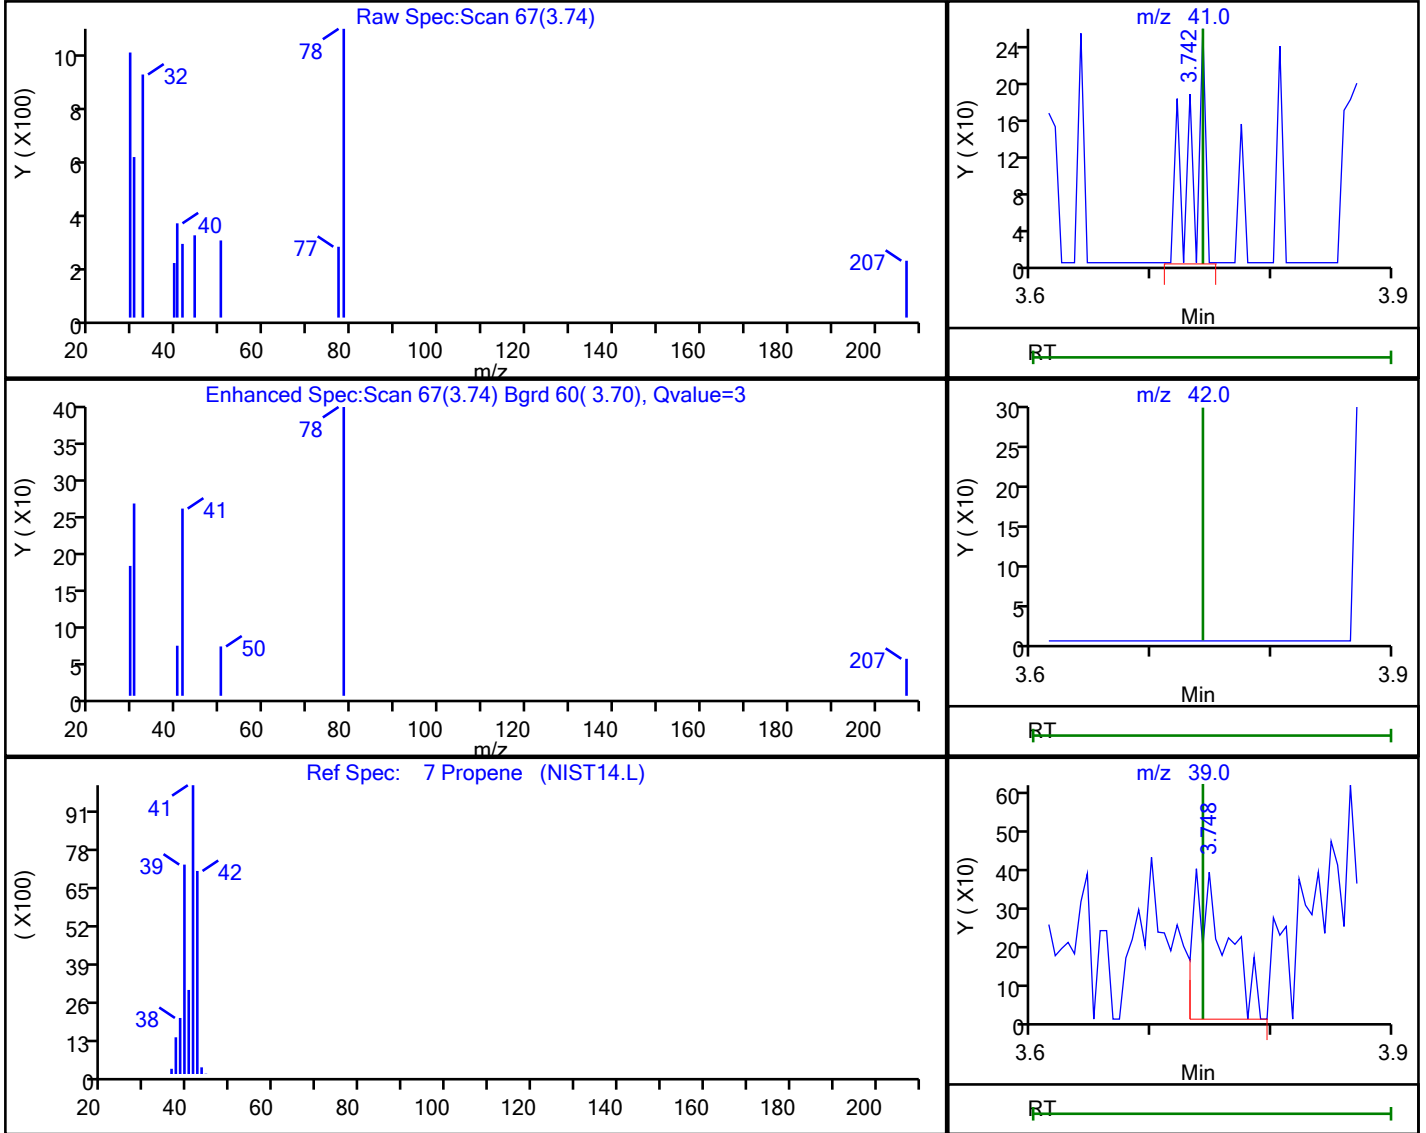 Raw Spec:Scan 67(3.74)
Y ( X100)
10
8
6
4
2
0
32
40
77
78
207
20 40 60 80 100 120 140 160 180 200
m/z
m/z 41.0
Y ( X10)
24
20
16
12
8
4
0
3.742
3.6 3.9
Min
RT
Enhanced Spec:Scan 67(3.74) Bgrd 60( 3.70), Qvalue=3
Y ( X10)
40
35
30
25
20
15
10
5
0
41
50
78
207
20 40 60 80 100 120 140 160 180 200
m/z
m/z 42.0
Y ( X10)
30
25
20
15
10
5
0
3.6 3.9
Min
RT
Ref Spec: 7 Propene (NIST14.L)
( X100)
91
78
65
52
39
26
13
0
41
39
42
38
20 40 60 80 100 120 140 160 180 200
m/z 39.0
Y ( X10)
60
50
40
30
20
10
0
3.748
3.6 3.9
Min
RT